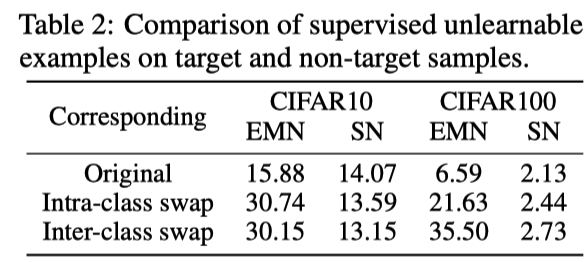 Table 2: Comparison of supervised unlearnable
examples on target and non-target samples.
Corresponding CIFAR10 CIFAR100
EMN SN EMN SN
Original 15.88 14.07 6.59 2.13
Intra-class swap 30.74 13.59 21.63 2.44
Inter-class swap 30.15 13.15 35.50 2.73